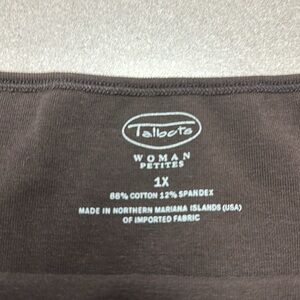 Talbots
WOMAN
PETITES
1X
88% COTTON 12% SPANDEX
MADE IN NORTHERN MARIANA ISLANDS (USA)
OF IMPORTED FABRIC